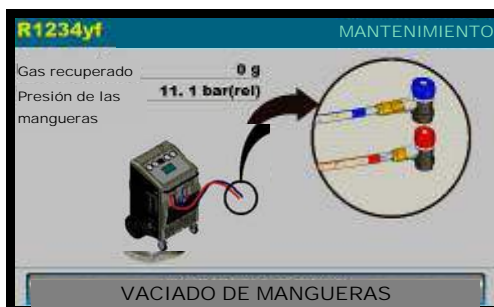 R1234yf
MANTENIMIENTO
Gas recuperado 0 g
Presión de las mangueras 11. 1 bar(rel)
VACIADO DE MANGUERAS